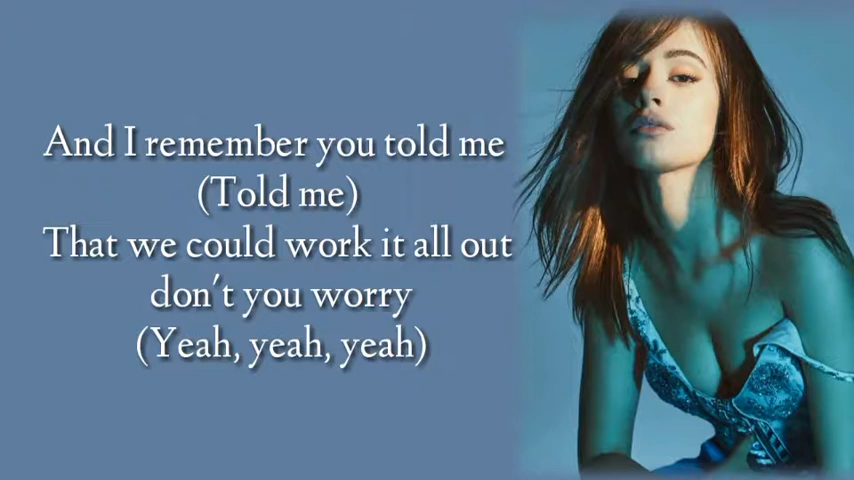 And I remember you told me
(Told me)
That we could work it all out
don't you worry
(Yeah, yeah, yeah)